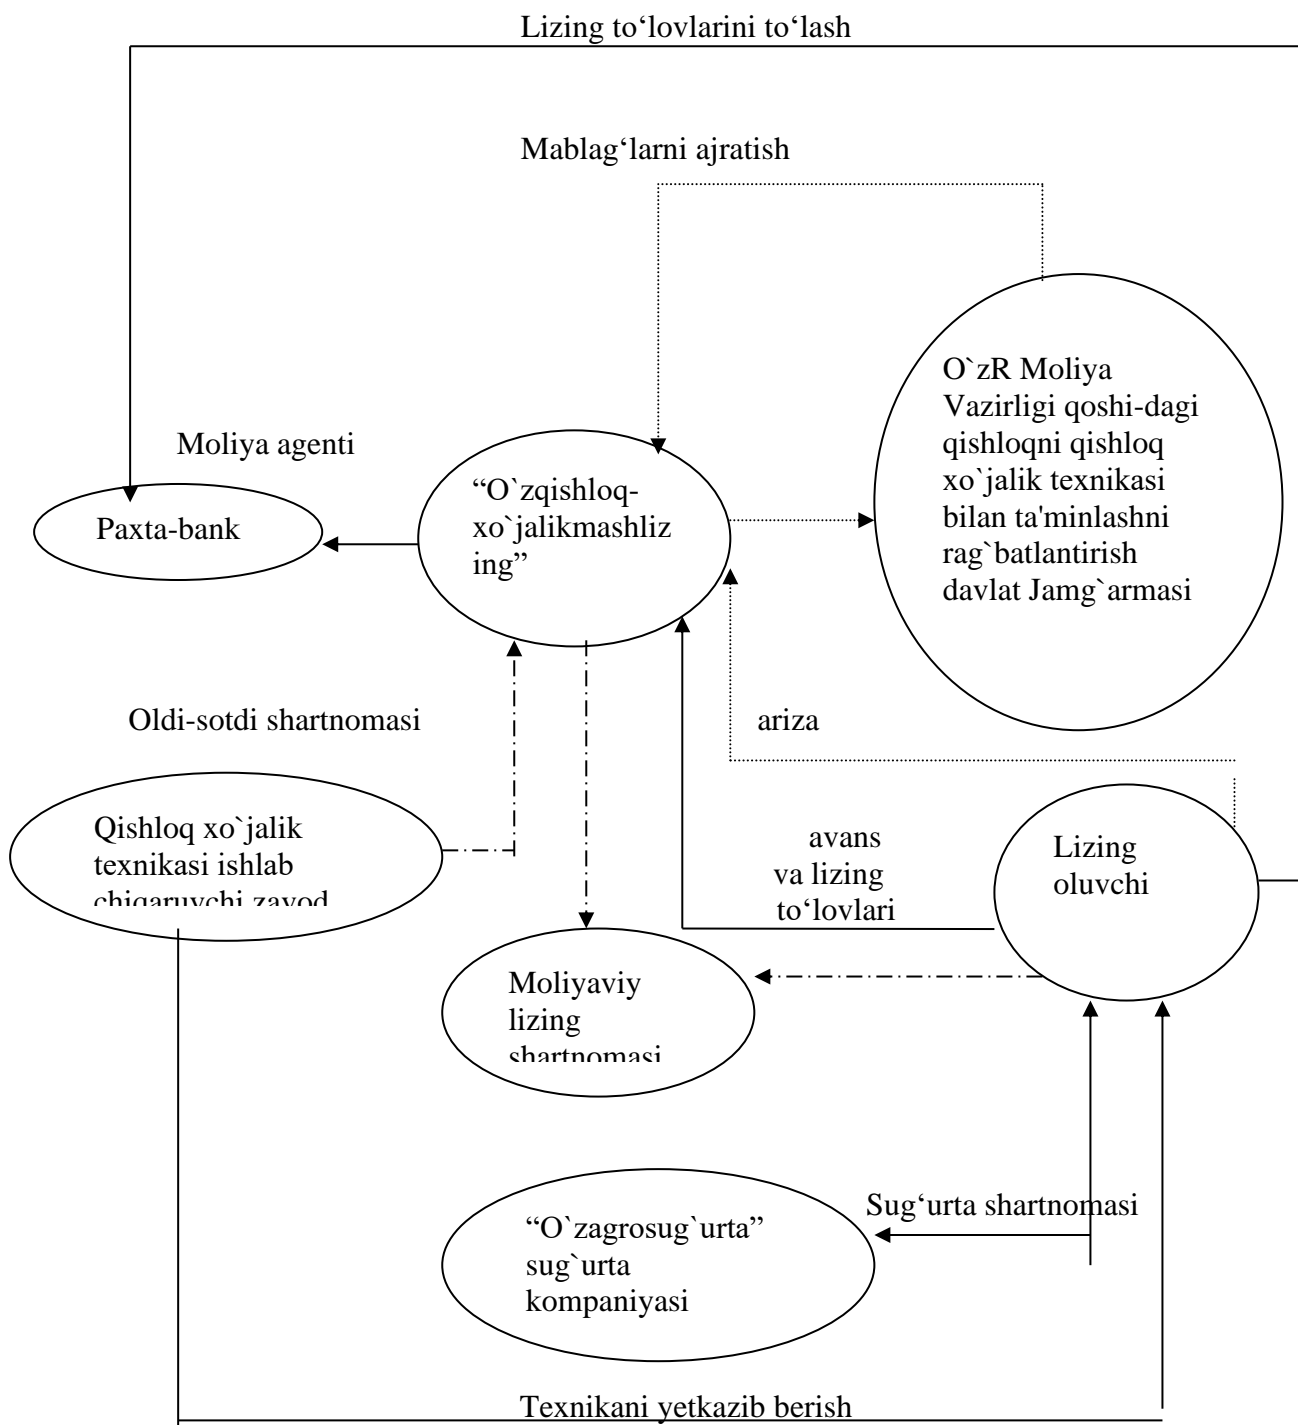 Lizing to‘lovlarini to‘lash
Mablag‘larni ajratish
O`zR Moliya
Vazirligi qoshi-dagi
qishloqni qishloq
xo`jalik texnikasi
bilan ta'minlashni
rag`batlantirish
davlat Jamg`armasi
Moliya agenti
“O`zqishloq-
xo`jalikmashliz
ing”
Paxta-bank
Oldi-sotdi shartnomasi
ariza
Qishloq xo`jalik
texnikasi ishlab
chiqaruvchi zavod
avans
va lizing
to‘lovlari
Lizing
oluvchi
Moliyaviy
lizing
shartnomasi
Sug‘urta shartnomasi
“O`zagrosug`urta”
sug`urta
kompaniyasi
Texnikani yetkazib berish